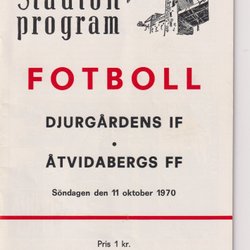 Stadion-
program
FOTBOLL
DJURGÅRDENS IF
•
ÅTVIDABERGS FF
Söndagen den 11 oktober 1970
Pris 1 kr.